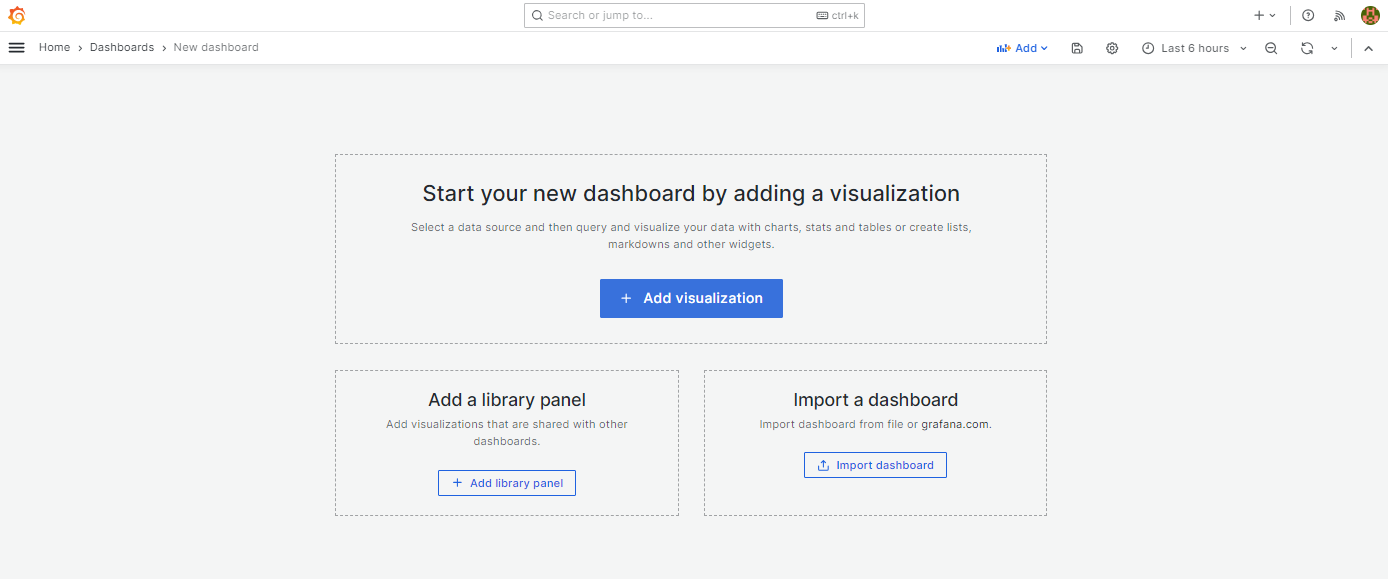 Search or jump to...
ctrl+k
Home
Dashboards
New dashboard
Add
Last 6 hours
Start your new dashboard by adding a visualization
Select a data source and then query and visualize your data with charts, stats and tables or create lists,
markdowns and other widgets.
Add visualization
Add a library panel
Add visualizations that are shared with other
dashboards.
Add library panel
Import a dashboard
Import dashboard from file or grafana.com.
Import dashboard